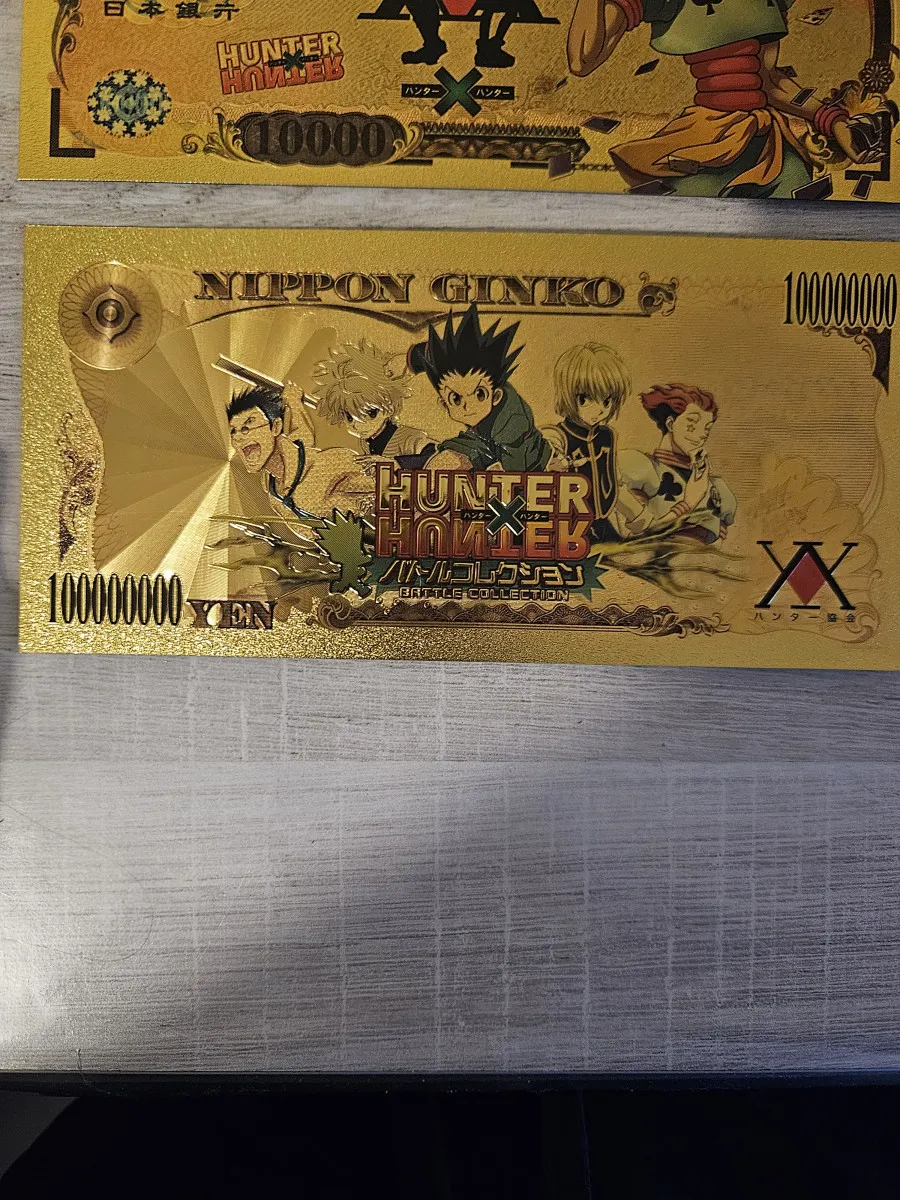 日本銀行
HUNTER
HUNTER
ハンター ハンター
10000
NIPPON GINKO
100000000
HUNTER
ハンター×ハンター
HUNTER
バトルコレクション
BATTLE COLLECTION
100000000 YEN
ハンター協会